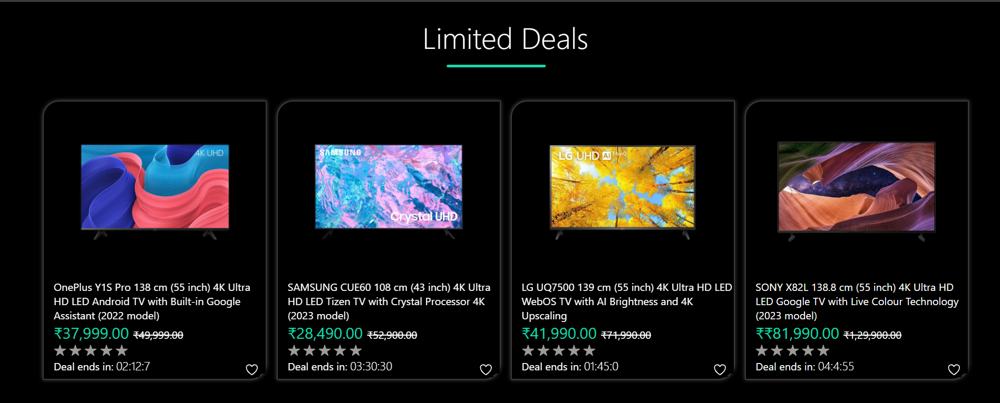 Limited Deals
4K UHD
SAMSUNG
Crystal UHD
LG UHD AI ThinQ
OnePlus Y1S Pro 138 cm (55 inch) 4K Ultra
HD LED Android TV with Built-in Google
Assistant (2022 model)
₹37,999.00 ₹49,999.00
Deal ends in: 02:12:7
SAMSUNG CUE60 108 cm (43 inch) 4K Ultra
HD LED Tizen TV with Crystal Processor 4K
(2023 model)
₹28,490.00 ₹52,900.00
Deal ends in: 03:30:30
LG UQ7500 139 cm (55 inch) 4K Ultra HD LED
WebOS TV with AI Brightness and 4K
Upscaling
₹41,990.00 ₹71,990.00
Deal ends in: 01:45:0
SONY X82L 138.8 cm (55 inch) 4K Ultra HD
LED Google TV with Live Colour Technology
(2023 model)
₹₹81,990.00 ₹1,29,900.00
Deal ends in: 04:4:55